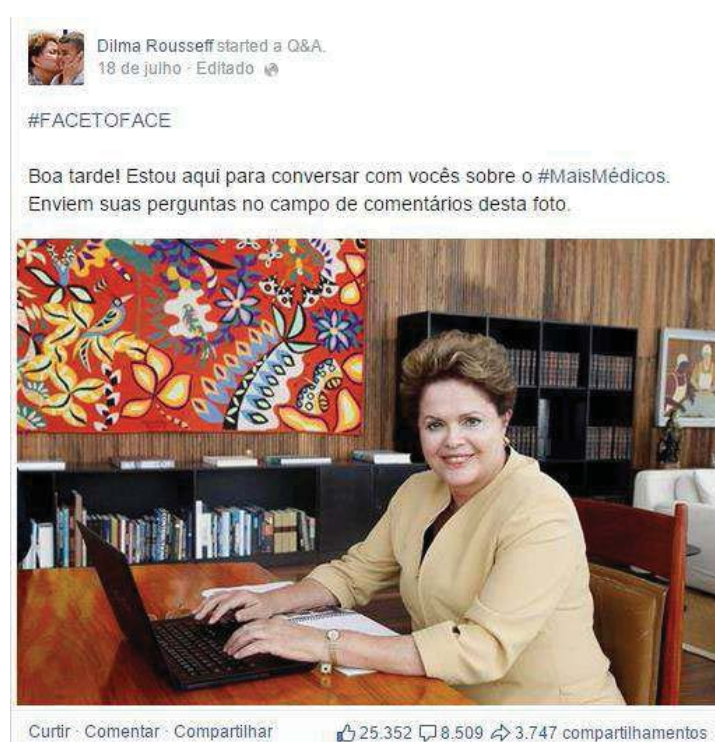 Dilma Rousseff started a Q&A.
18 de julho · Editado
#FACETOFACE
Boa tarde! Estou aqui para conversar com vocês sobre o #MaisMédicos.
Enviem suas perguntas no campo de comentários desta foto.
Curtir · Comentar · Compartilhar 25.352 8.509 3.747 compartilhamentos